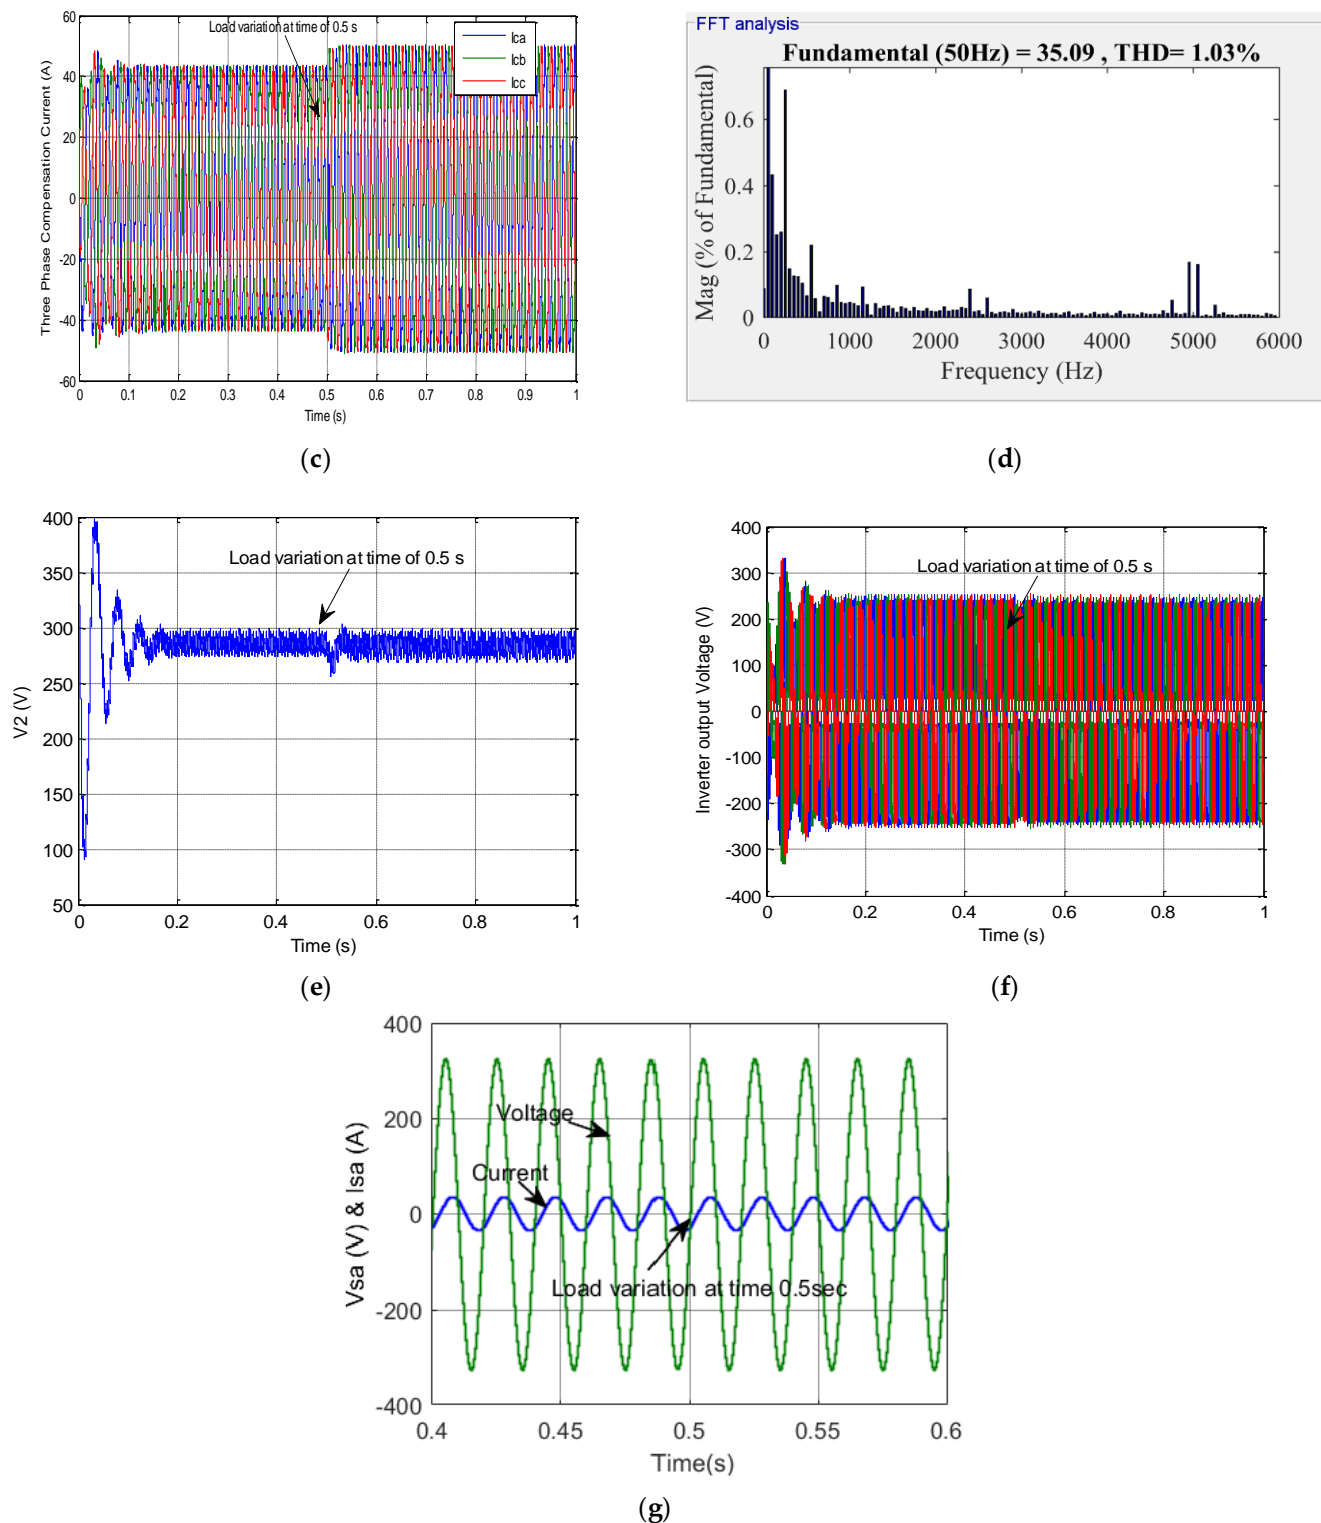 Load variation at time of 0.5 s
Ica
Icb
Icc
Three Phase Compensation Current (A)
60
40
20
0
-20
-40
-60
0 0.1 0.2 0.3 0.4 0.5 0.6 0.7 0.8 0.9 1
Time (s)
(c)
FFT analysis
Fundamental (50Hz) = 35.09 , THD= 1.03%
Mag (% of Fundamental)
0.6
0.4
0.2
0
0 1000 2000 3000 4000 5000 6000
Frequency (Hz)
(d)
Load variation at time of 0.5 s
V2 (V)
400
350
300
250
200
150
100
50
0 0.2 0.4 0.6 0.8 1
Time (s)
(e)
Load variation at time of 0.5 s
Inverter output Voltage (V)
400
300
200
100
0
-100
-200
-300
-400
0 0.2 0.4 0.6 0.8 1
Time (s)
(f)
Vsa (V) & Isa (A)
400
200
0
-200
-400
Voltage
Current
Load variation at time 0.5sec
0.4 0.45 0.5 0.55 0.6
Time(s)
(g)